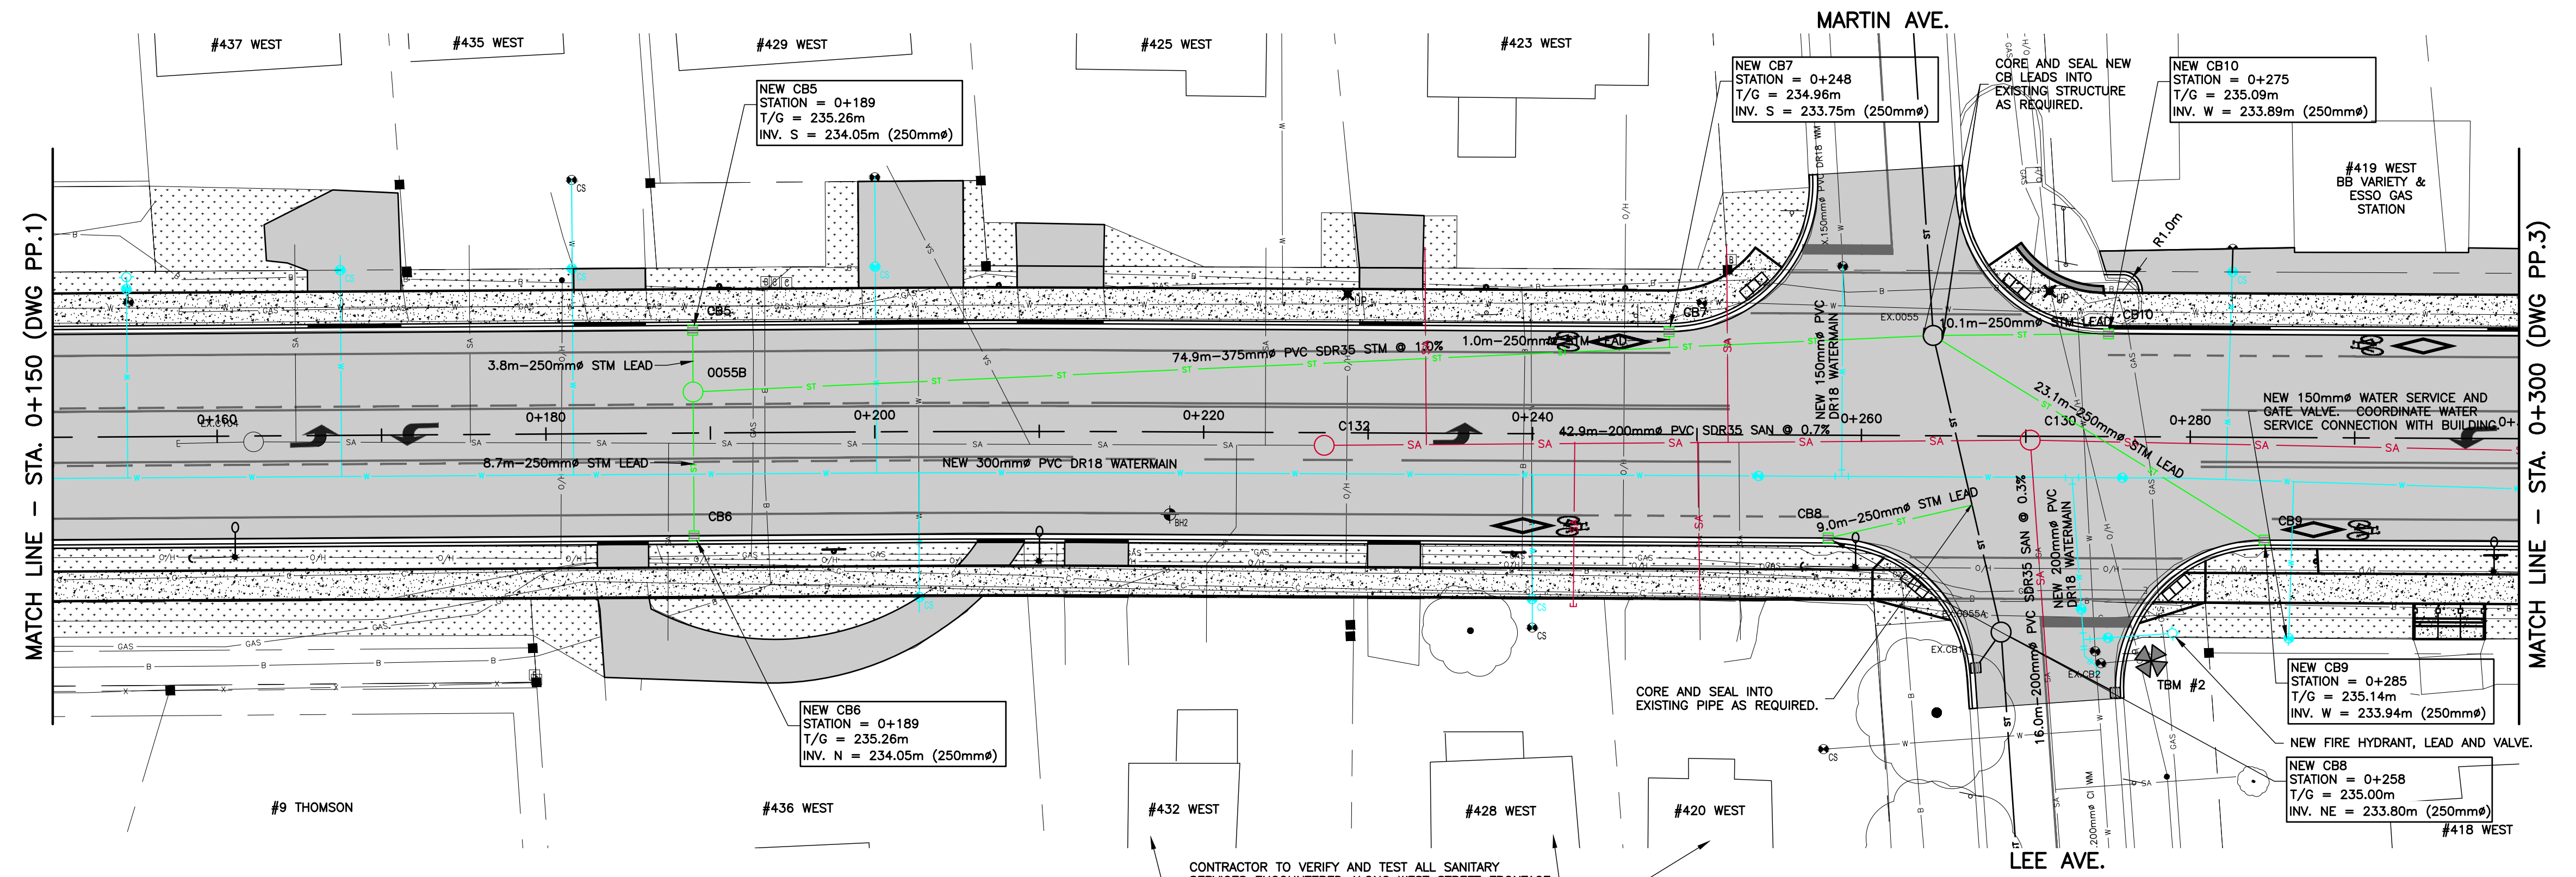 MARTIN AVE.
#437 WEST
#435 WEST
#429 WEST
#425 WEST
#423 WEST
NEW CB5
STATION = 0+189
T/G = 235.26m
INV. S = 234.05m (250mmø)
NEW CB7
STATION = 0+248
T/G = 234.96m
INV. S = 233.75m (250mmø)
CORE AND SEAL NEW
CB LEADS INTO
EXISTING STRUCTURE
AS REQUIRED.
NEW CB10
STATION = 0+275
T/G = 235.09m
INV. W = 233.89m (250mmø)
#419 WEST
BB VARIETY &
ESSO GAS
STATION
R1.0m
MATCH LINE - STA. 0+150 (DWG PP.1)
MATCH LINE - STA. 0+300 (DWG PP.3)
UP
UP
CB5
CB7
CB10
EX.0055
10.1m-250mmø STM LEAD
1.0m-250mmø STM LEAD
74.9m-375mmø PVC SDR35 STM @ 1.0%
3.8m-250mmø STM LEAD
0055B
NEW 150mmø PVC
DR18 WATERMAIN
23.1m-250mmø STM LEAD
NEW 150mmø WATER SERVICE AND
GATE VALVE. COORDINATE WATER
SERVICE CONNECTION WITH BUILDING
0+160
0+180
0+200
0+220
0+240
0+260
0+280
EX.C104
C132
C130
42.9m-200mmø PVC SDR35 SAN @ 0.7%
8.7m-250mmø STM LEAD
NEW 300mmø PVC DR18 WATERMAIN
CB6
BH2
CB8
CB9
9.0m-250mmø STM LEAD
16.0m-200mmø PVC SDR35 SAN @ 0.3%
NEW 200mmø PVC
DR18 WATERMAIN
EX.0055A
EX.CB1
EX.CB2
TBM #2
CORE AND SEAL INTO
EXISTING PIPE AS REQUIRED.
NEW CB6
STATION = 0+189
T/G = 235.26m
INV. N = 234.05m (250mmø)
NEW CB9
STATION = 0+285
T/G = 235.14m
INV. W = 233.94m (250mmø)
NEW FIRE HYDRANT, LEAD AND VALVE.
NEW CB8
STATION = 0+258
T/G = 235.00m
INV. NE = 233.80m (250mmø)
#9 THOMSON
#436 WEST
#432 WEST
#428 WEST
#420 WEST
#418 WEST
.200mmø CI WM
LEE AVE.
CONTRACTOR TO VERIFY AND TEST ALL SANITARY